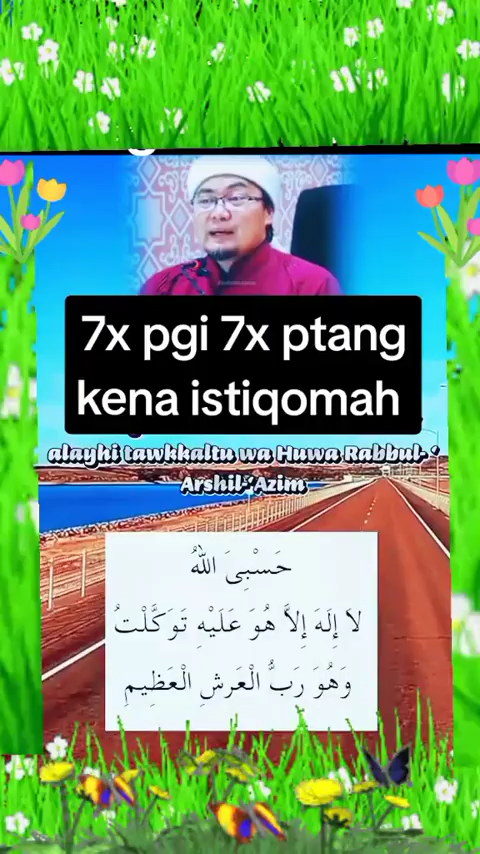 7x pgi 7x ptang
kena istiqomah
alayhi tawkkaltu wa Huwa Rabbul-'
Arshil-'Azim
حَسْبِيَ اللهُ
لَا إِلَهَ إِلَّا هُوَ عَلَيْهِ تَوَكَّلْتُ
وَهُوَ رَبُّ الْعَرْشِ الْعَظِيمِ